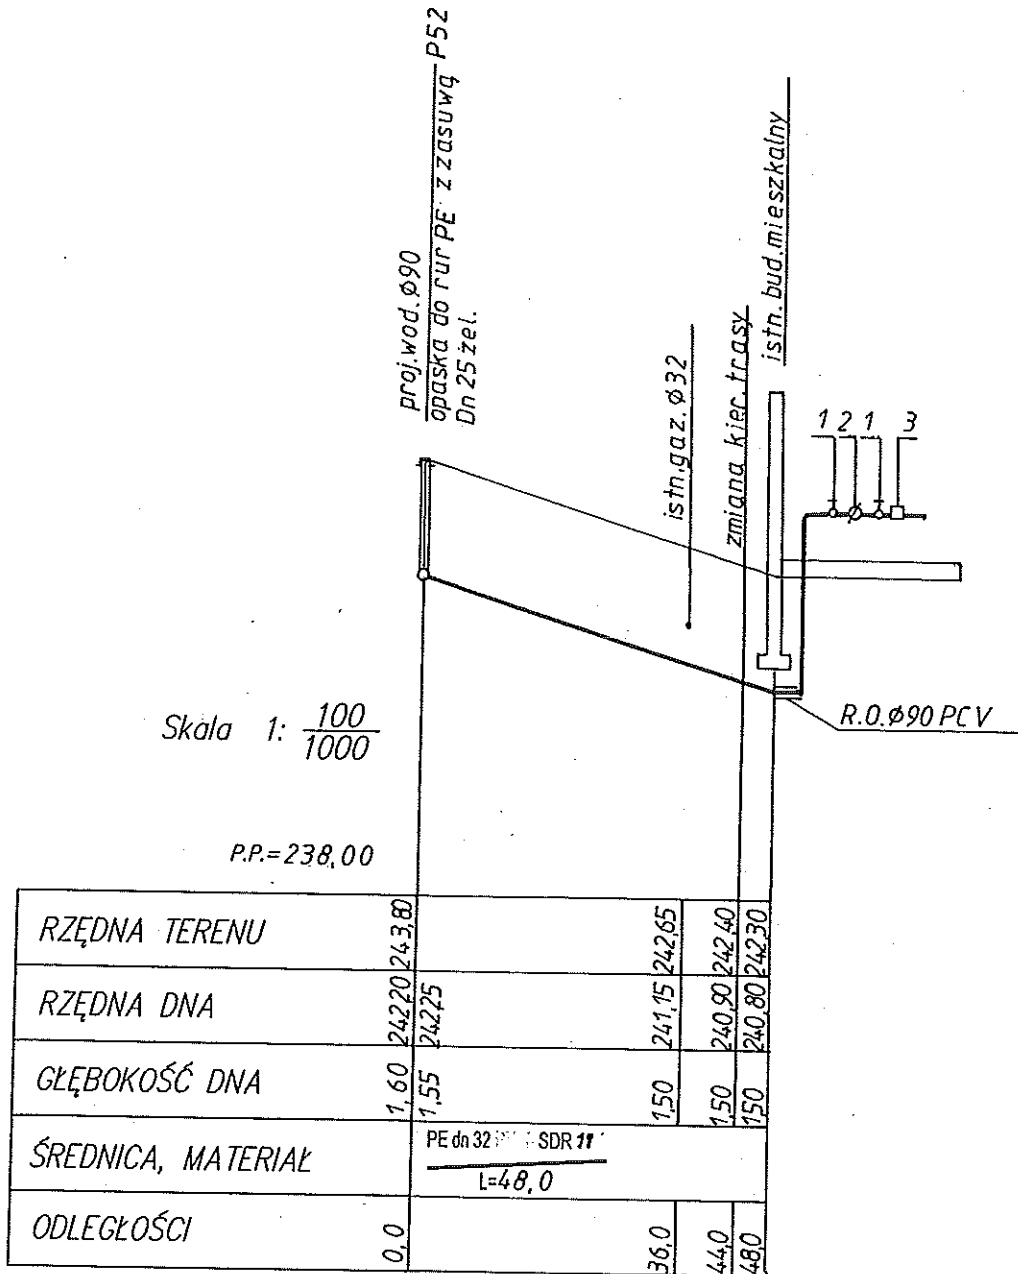 proj.wod.Ø90
P52
opaska do rur PE z zasuwą
Dn 25 żel.
istn.gaz.Ø32
zmiana kier. trasy
istn. bud. mieszkalny
1 2 1 3
R.O.Ø90 PCV
Skala 1: 100
1000
P.P.=238,00
RZĘDNA TERENU 243,80 242,65 242,40 242,30
RZĘDNA DNA 242,20 242,25 241,15 240,90 240,80
GŁĘBOKOŚĆ DNA 1,60 1,55 1,50 1,50 1,50
ŚREDNICA, MATERIAŁ PE dn 32 SDR 11
L=48,0
ODLEGŁOŚCI 0,0 36,0 44,0 48,0